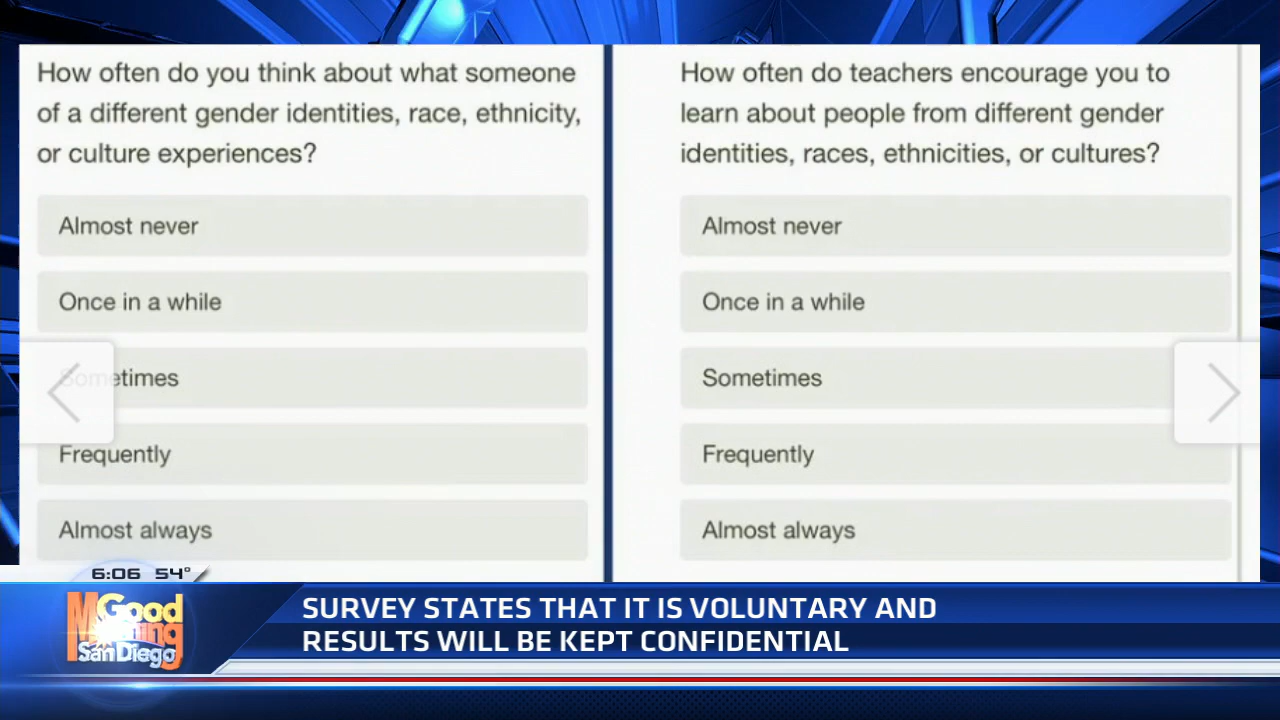 How often do you think about what someone
of a different gender identities, race, ethnicity,
or culture experiences?
Almost never
Once in a while
Sometimes
Frequently
Almost always
How often do teachers encourage you to
learn about people from different gender
identities, races, ethnicities, or cultures?
Almost never
Once in a while
Sometimes
Frequently
Almost always
6:06 54°
Good
Morning
San Diego
SURVEY STATES THAT IT IS VOLUNTARY AND
RESULTS WILL BE KEPT CONFIDENTIAL